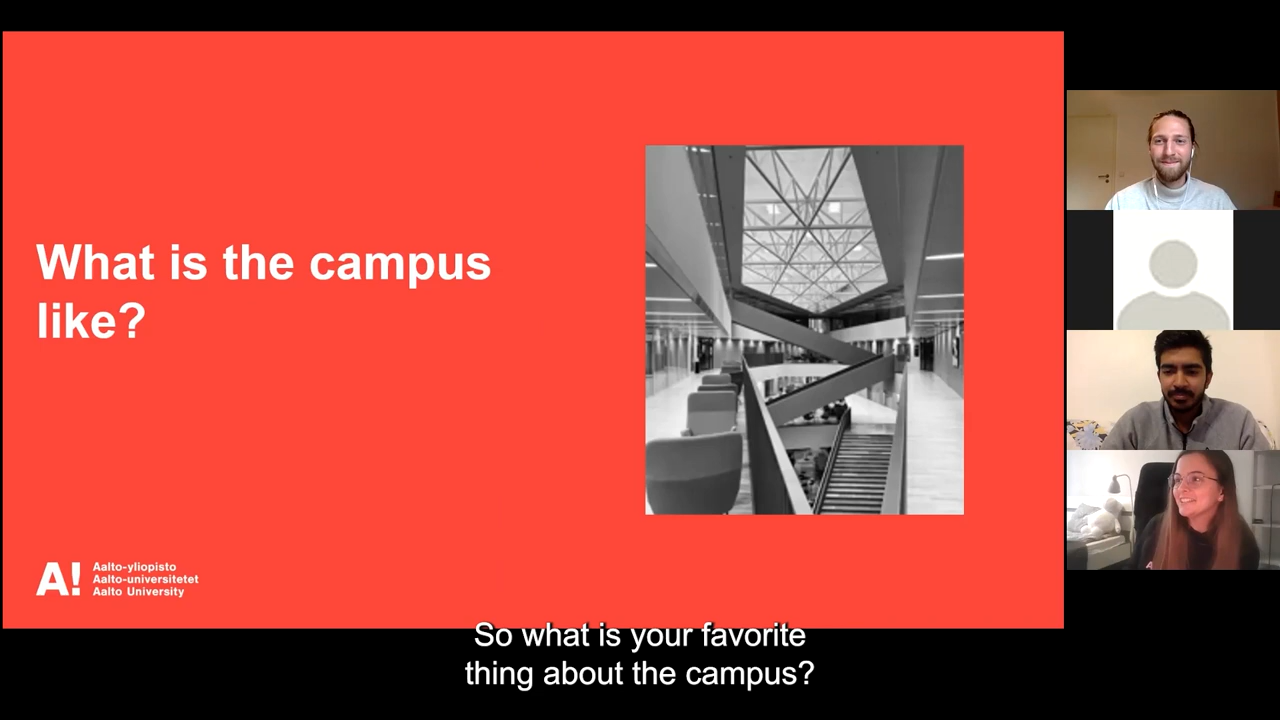 What is the campus
like?
A!
Aalto-yliopisto
Aalto-universitetet
Aalto University
So what is your favorite
thing about the campus?